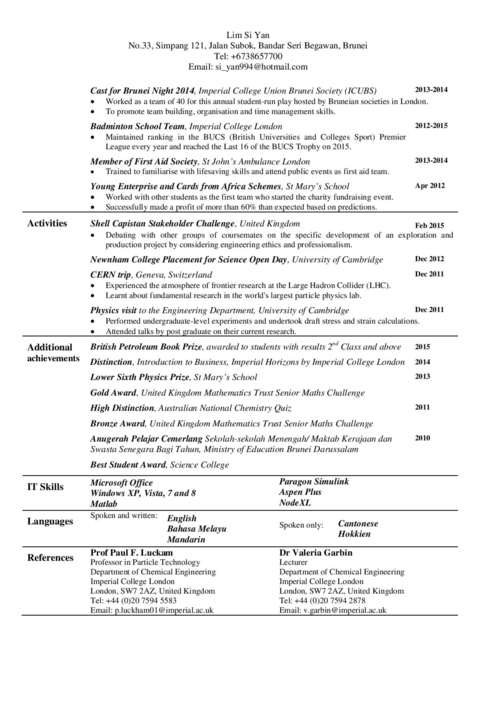 Lim Si Yan
No.33, Simpang 121, Jalan Subok, Bandar Seri Begawan, Brunei
Tel: +6738657700
Email: si_yan994@hotmail.com
Cast for Brunei Night 2014, Imperial College Union Brunei Society (ICUBS) 2013-2014
• Worked as a team of 40 for this annual student-run play hosted by Bruneian societies in London.
• To promote team building, organisation and time management skills.
Badminton School Team, Imperial College London 2012-2015
• Maintained ranking in the BUCS (British Universities and Colleges Sport) Premier
League every year and reached the Last 16 of the BUCS Trophy on 2015.
Member of First Aid Society, St John's Ambulance London 2013-2014
• Trained to familiarise with lifesaving skills and attend public events as first aid team.
Young Enterprise and Cards from Africa Schemes, St Mary's School Apr 2012
• Worked with other students as the first team who started the charity fundraising event.
• Successfully made a profit of more than 60% than expected based on predictions.
Activities Shell Capistan Stakeholder Challenge, United Kingdom Feb 2015
• Debating with other groups of coursemates on the specific development of an exploration and
production project by considering engineering ethics and professionalism.
Newnham College Placement for Science Open Day, University of Cambridge Dec 2012
CERN trip, Geneva, Switzerland Dec 2011
• Experienced the atmosphere of frontier research at the Large Hadron Collider (LHC).
• Learnt about fundamental research in the world's largest particle physics lab.
Physics visit to the Engineering Department, University of Cambridge Dec 2011
• Performed undergraduate-level experiments and undertook draft stress and strain calculations.
• Attended talks by post graduate on their current research.
Additional achievements British Petroleum Book Prize, awarded to students with results 2nd Class and above 2015
Distinction, Introduction to Business, Imperial Horizons by Imperial College London 2014
Lower Sixth Physics Prize, St Mary's School 2013
Gold Award, United Kingdom Mathematics Trust Senior Maths Challenge
High Distinction, Australian National Chemistry Quiz 2011
Bronze Award, United Kingdom Mathematics Trust Senior Maths Challenge
Anugerah Pelajar Cemerlang Sekolah-sekolah Menengah/ Maktab Kerajaan dan 2010
Swasta Senegara Bagi Tahun, Ministry of Education Brunei Darussalam
Best Student Award, Science College
IT Skills
Microsoft Office
Windows XP, Vista, 7 and 8
Matlab
Paragon Simulink
Aspen Plus
NodeXL
Languages
Spoken and written: English
Bahasa Melayu
Mandarin
Spoken only: Cantonese
Hokkien
References
Prof Paul F. Luckam
Professor in Particle Technology
Department of Chemical Engineering
Imperial College London
London, SW7 2AZ, United Kingdom
Tel: +44 (0)20 7594 5583
Email: p.luckham01@imperial.ac.uk
Dr Valeria Garbin
Lecturer
Department of Chemical Engineering
Imperial College London
London, SW7 2AZ, United Kingdom
Tel: +44 (0)20 7594 2878
Email: v.garbin@imperial.ac.uk